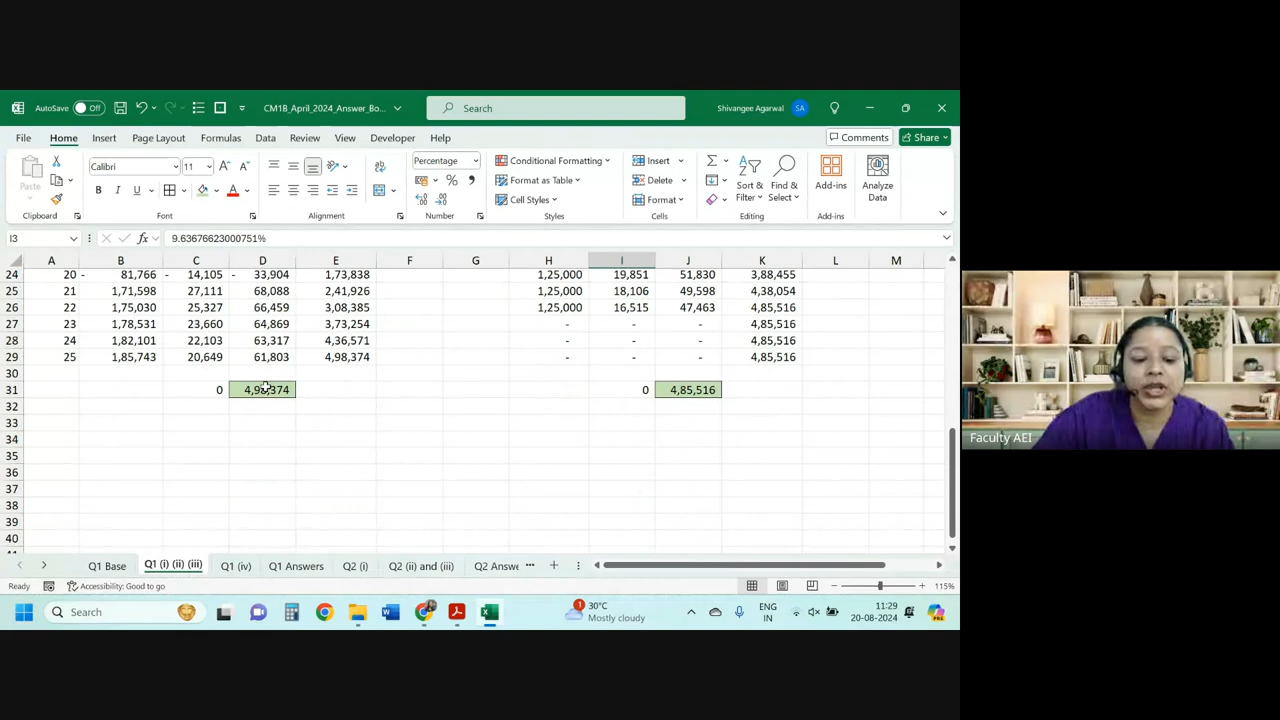 AutoSave Off CM1B_April_2024_Answer_Bo... Search Shivangee Agarwal SA
File Home Insert Page Layout Formulas Data Review View Developer Help Comments Share
Paste Calibri 11 Percentage Conditional Formatting Format as Table Cell Styles Insert Delete Format Sort & Filter Find & Select Add-ins Analyze Data
Clipboard Font Alignment Number Styles Cells Editing Add-ins
I3 fx 9.63676623000751%
A B C D E F G H I J K L M
24 20 - 81,766 - 14,105 - 33,904 1,73,838 1,25,000 19,851 51,830 3,88,455
25 21 1,71,598 27,111 68,088 2,41,926 1,25,000 18,106 49,598 4,38,054
26 22 1,75,030 25,327 66,459 3,08,385 1,25,000 16,515 47,463 4,85,516
27 23 1,78,531 23,660 64,869 3,73,254 - - - 4,85,516
28 24 1,82,101 22,103 63,317 4,36,571 - - - 4,85,516
29 25 1,85,743 20,649 61,803 4,98,374 - - - 4,85,516
30
31 0 4,98,374 0 4,85,516
32
33
34
35
36
37
38
39
40
Q1 Base Q1 (i) (ii) (iii) Q1 (iv) Q1 Answers Q2 (i) Q2 (ii) and (iii) Q2 Answe ...
Ready Accessibility: Good to go 115%
Search 1 30°C Mostly cloudy ENG IN 11:29 20-08-2024
Faculty AEI